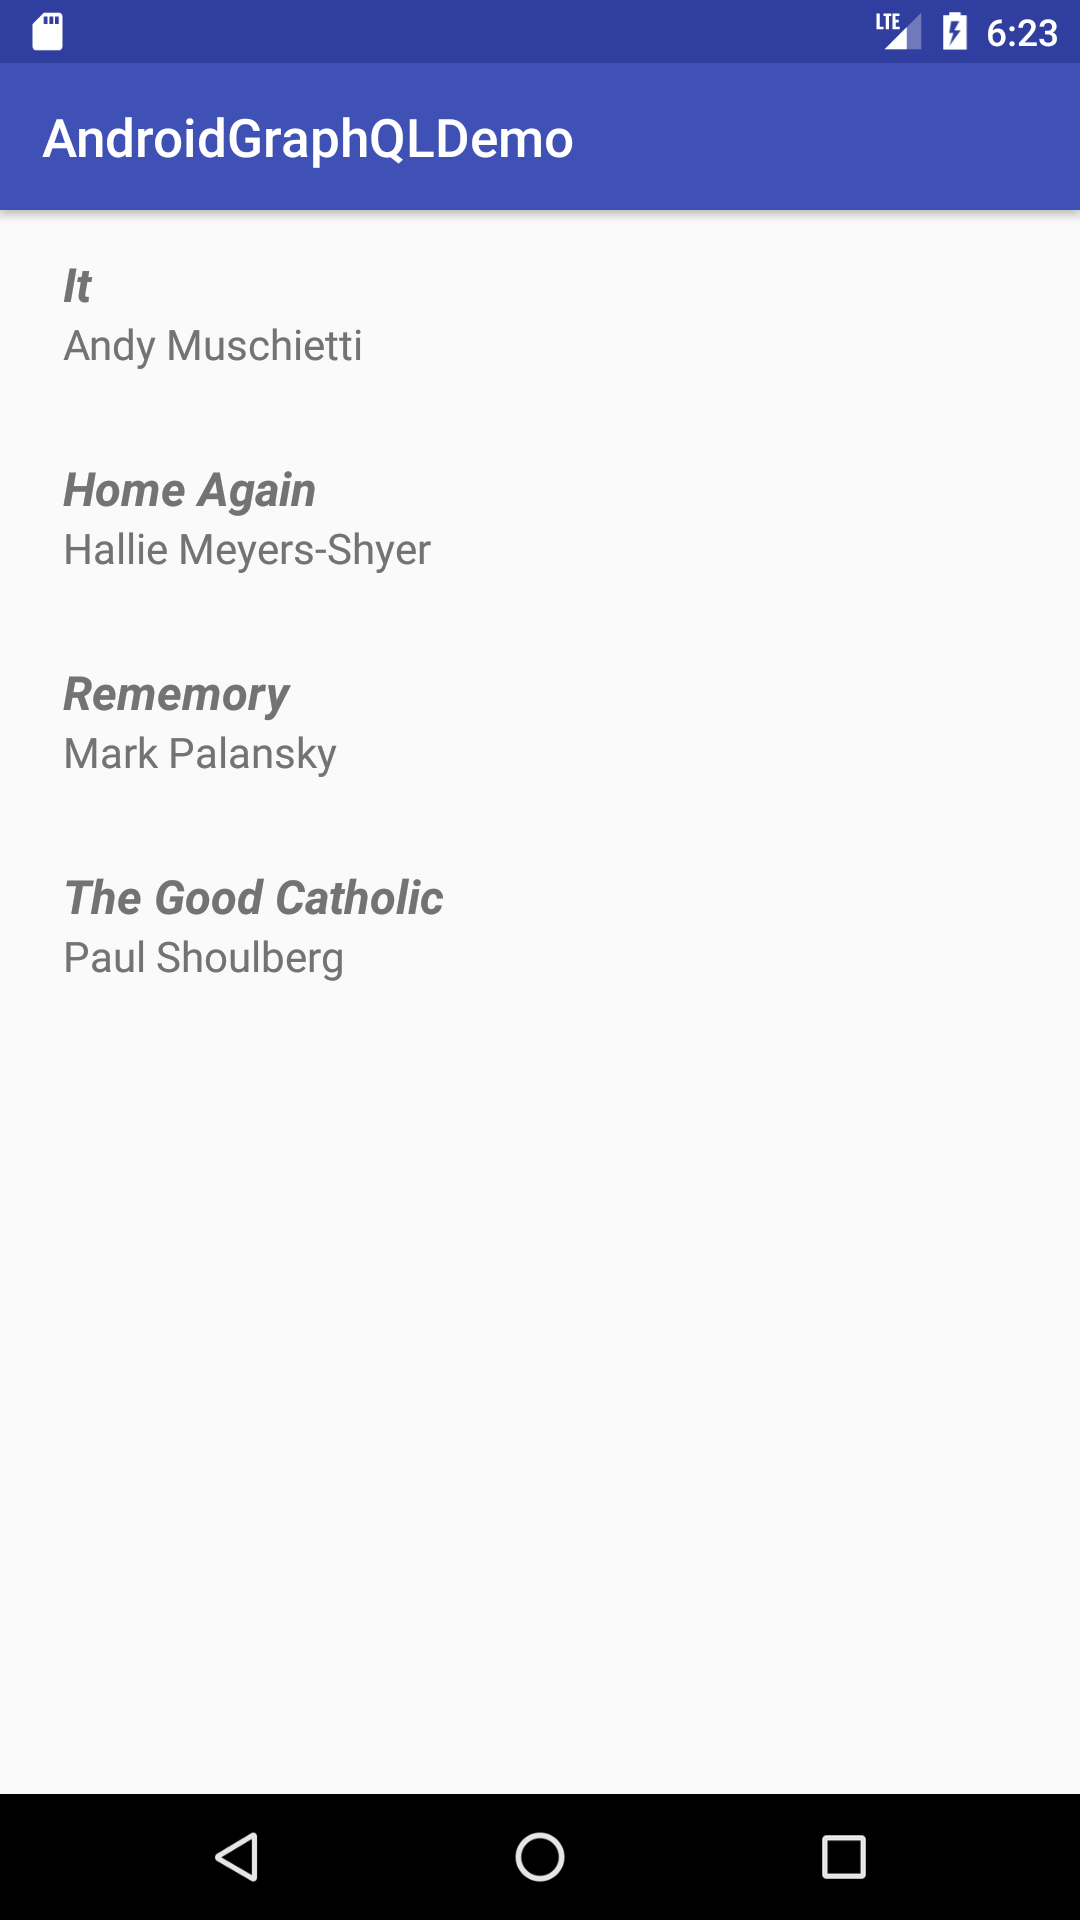 LTE 6:23
AndroidGraphQLDemo
It
Andy Muschietti
Home Again
Hallie Meyers-Shyer
Rememory
Mark Palansky
The Good Catholic
Paul Shoulberg